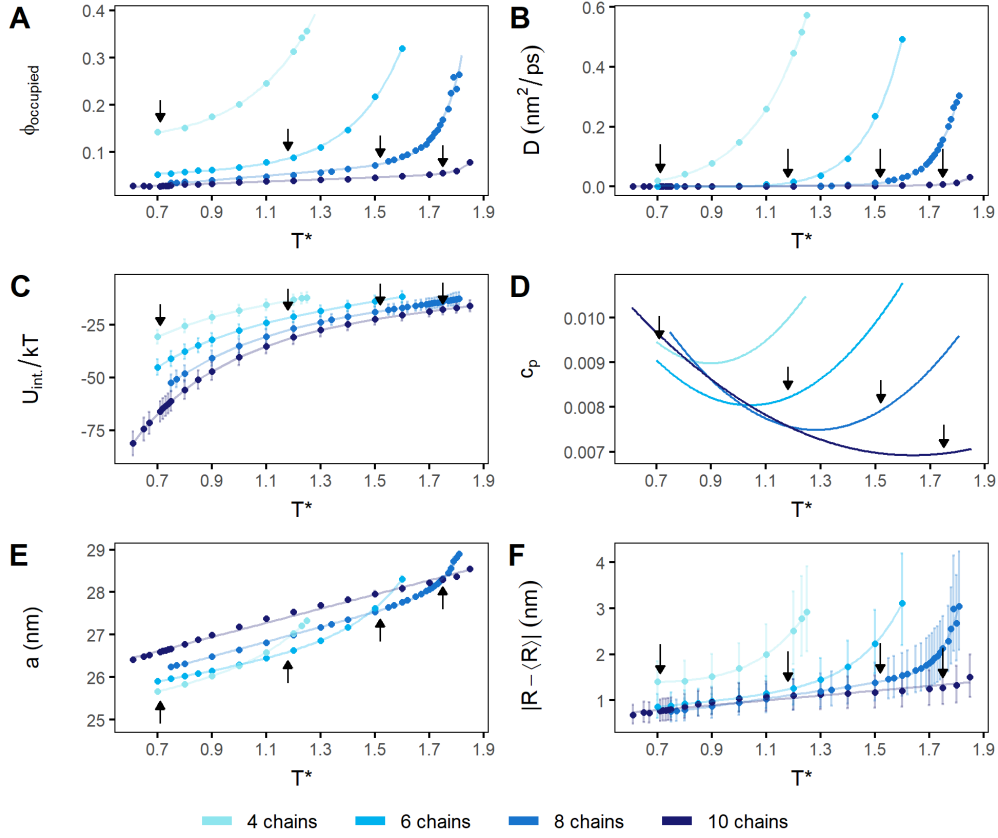 A
ϕoccupied
0.4
0.3
0.2
0.1
0.7 0.9 1.1 1.3 1.5 1.7 1.9
T*
B
D (nm²/ps)
0.6
0.4
0.2
0.0
0.7 0.9 1.1 1.3 1.5 1.7 1.9
T*
C
Uint./kT
-25
-50
-75
0.7 0.9 1.1 1.3 1.5 1.7 1.9
T*
D
cp
0.010
0.009
0.008
0.007
0.7 0.9 1.1 1.3 1.5 1.7 1.9
T*
E
a (nm)
29
28
27
26
25
0.7 0.9 1.1 1.3 1.5 1.7 1.9
T*
F
|R − ⟨R⟩| (nm)
4
3
2
1
0.7 0.9 1.1 1.3 1.5 1.7 1.9
T*
4 chains 6 chains 8 chains 10 chains